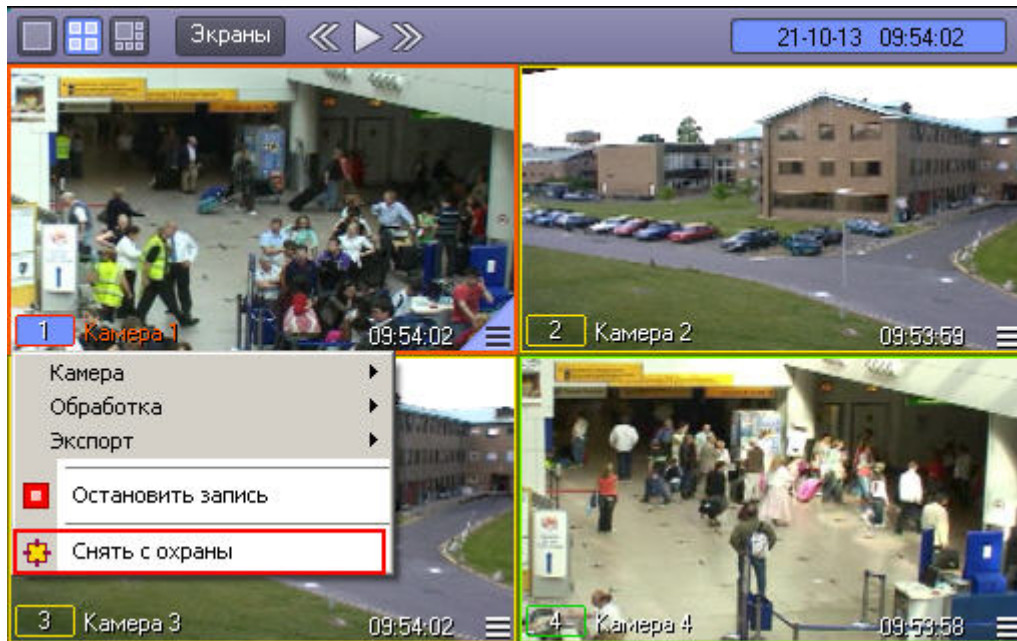 Экраны
21-10-13 09:54:02
1 Камера 1 09:54:02
2 Камера 2 09:53:59
Камера
Обработка
Экспорт
Остановить запись
Снять с охраны
3 Камера 3 09:54:02
4 Камера 4 09:53:58